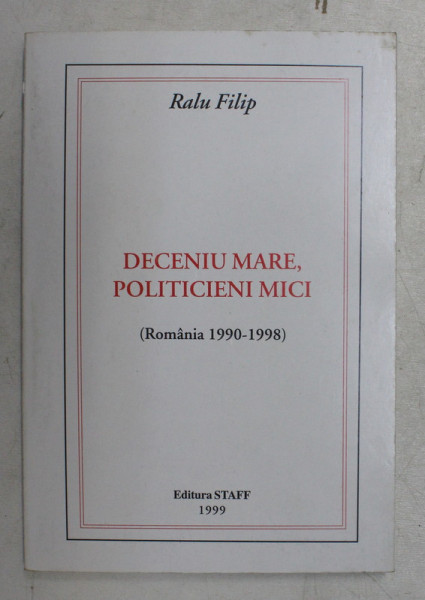 Ralu Filip
DECENIU MARE,
POLITICIENI MICI
(România 1990-1998)
Editura STAFF
1999